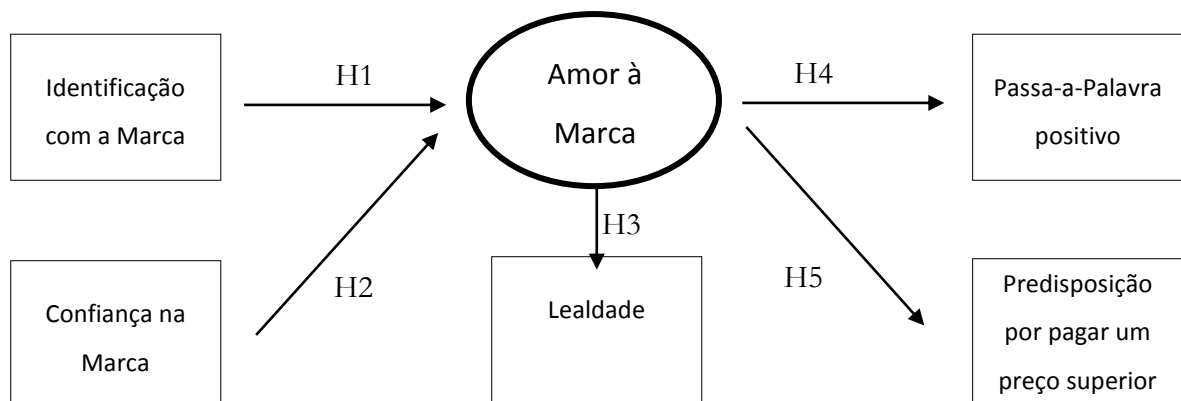 Identificação
com a Marca
H1
Amor à
Marca
H4
Passa-a-Palavra
positivo
H3
Confiança na
Marca
H2
Lealdade
H5
Predisposição
por pagar um
preço superior